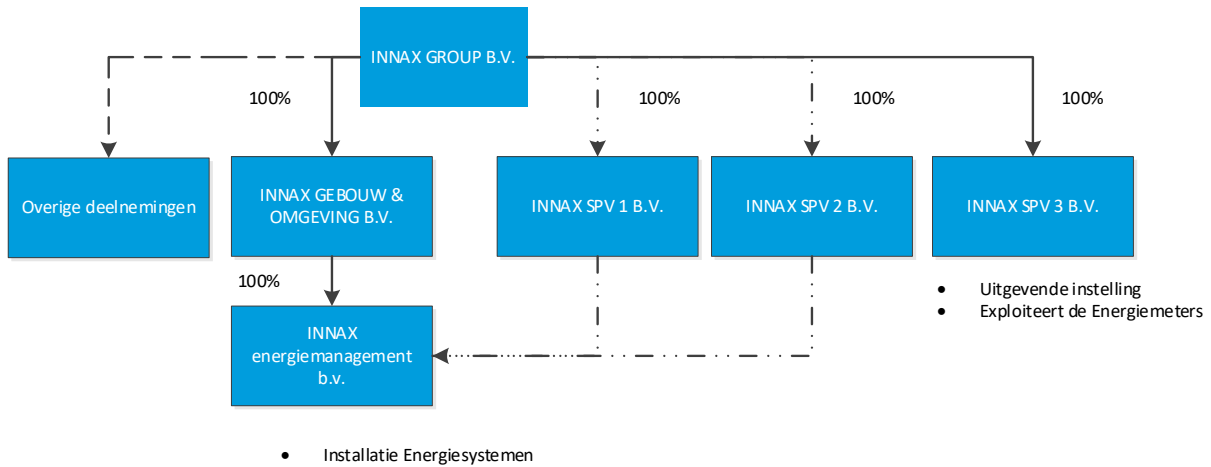 INNAX GROUP B.V.
100%
100%
100%
100%
Overige deelnemingen
INNAX GEBOUW &
OMGEVING B.V.
INNAX SPV 1 B.V.
INNAX SPV 2 B.V.
INNAX SPV 3 B.V.
100%
• Uitgevende instelling
• Exploiteert de Energiemeters
INNAX
energiemanagement
b.v.
• Installatie Energiesystemen